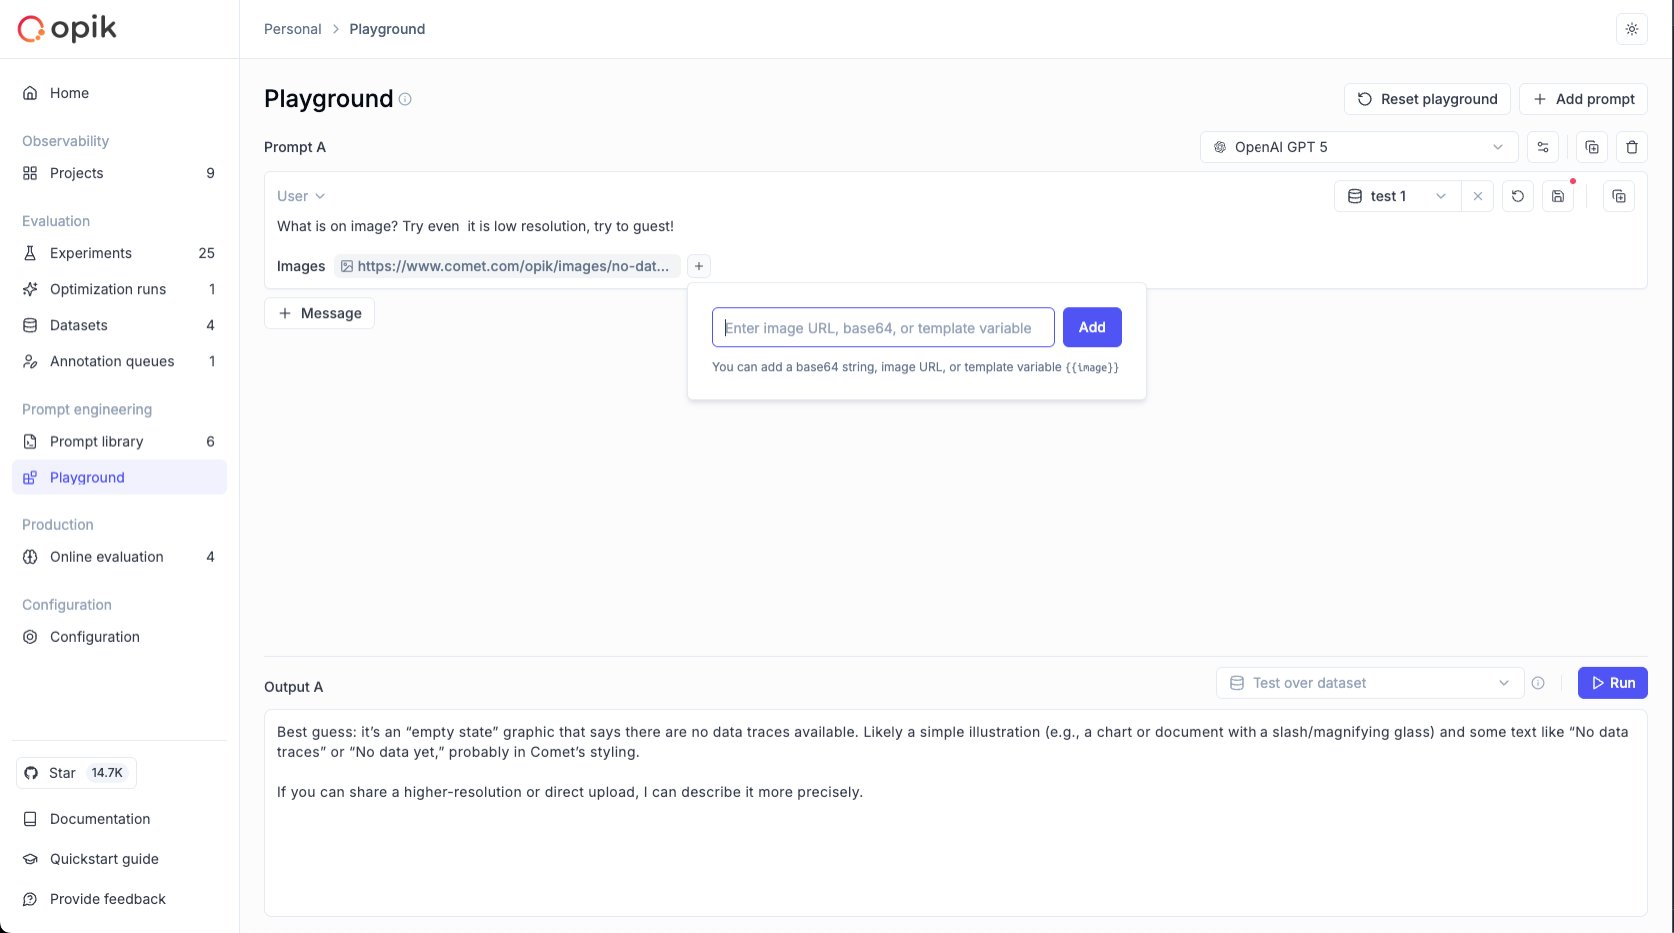 opik
Personal > Playground
Home
Observability
Projects 9
Evaluation
Experiments 25
Optimization runs 1
Datasets 4
Annotation queues 1
Prompt engineering
Prompt library 6
Playground
Production
Online evaluation 4
Configuration
Configuration
Star 14.7K
Documentation
Quickstart guide
Provide feedback
Playground
Reset playground
Add prompt
Prompt A
OpenAI GPT 5
User
test 1
What is on image? Try even  it is low resolution, try to guest!
Images https://www.comet.com/opik/images/no-dat... +
+ Message
Enter image URL, base64, or template variable
Add
You can add a base64 string, image URL, or template variable {{image}}
Output A
Test over dataset
Run
Best guess: it’s an “empty state” graphic that says there are no data traces available. Likely a simple illustration (e.g., a chart or document with a slash/magnifying glass) and some text like “No data
traces” or “No data yet,” probably in Comet’s styling.
If you can share a higher-resolution or direct upload, I can describe it more precisely.